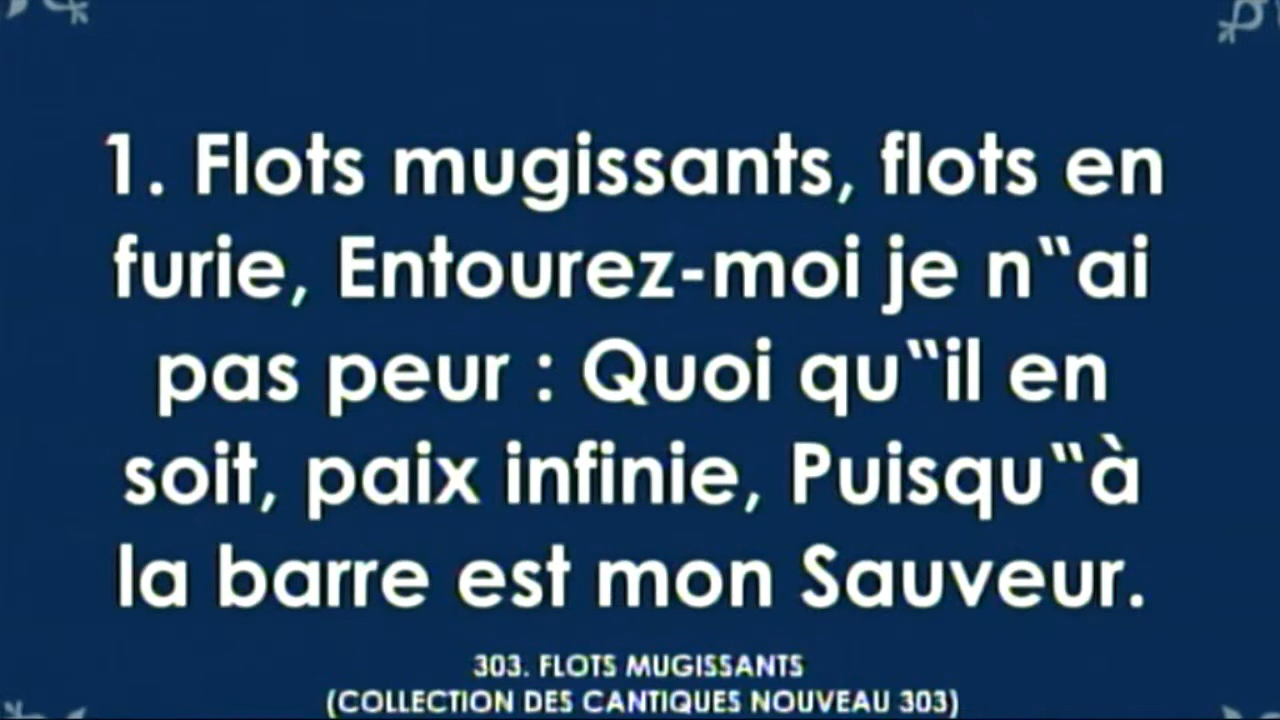 1. Flots mugissants, flots en
furie, Entourez-moi je n‟ai
pas peur : Quoi qu‟il en
soit, paix infinie, Puisqu‟à
la barre est mon Sauveur.
303. FLOTS MUGISSANTS
(COLLECTION DES CANTIQUES NOUVEAU 303)